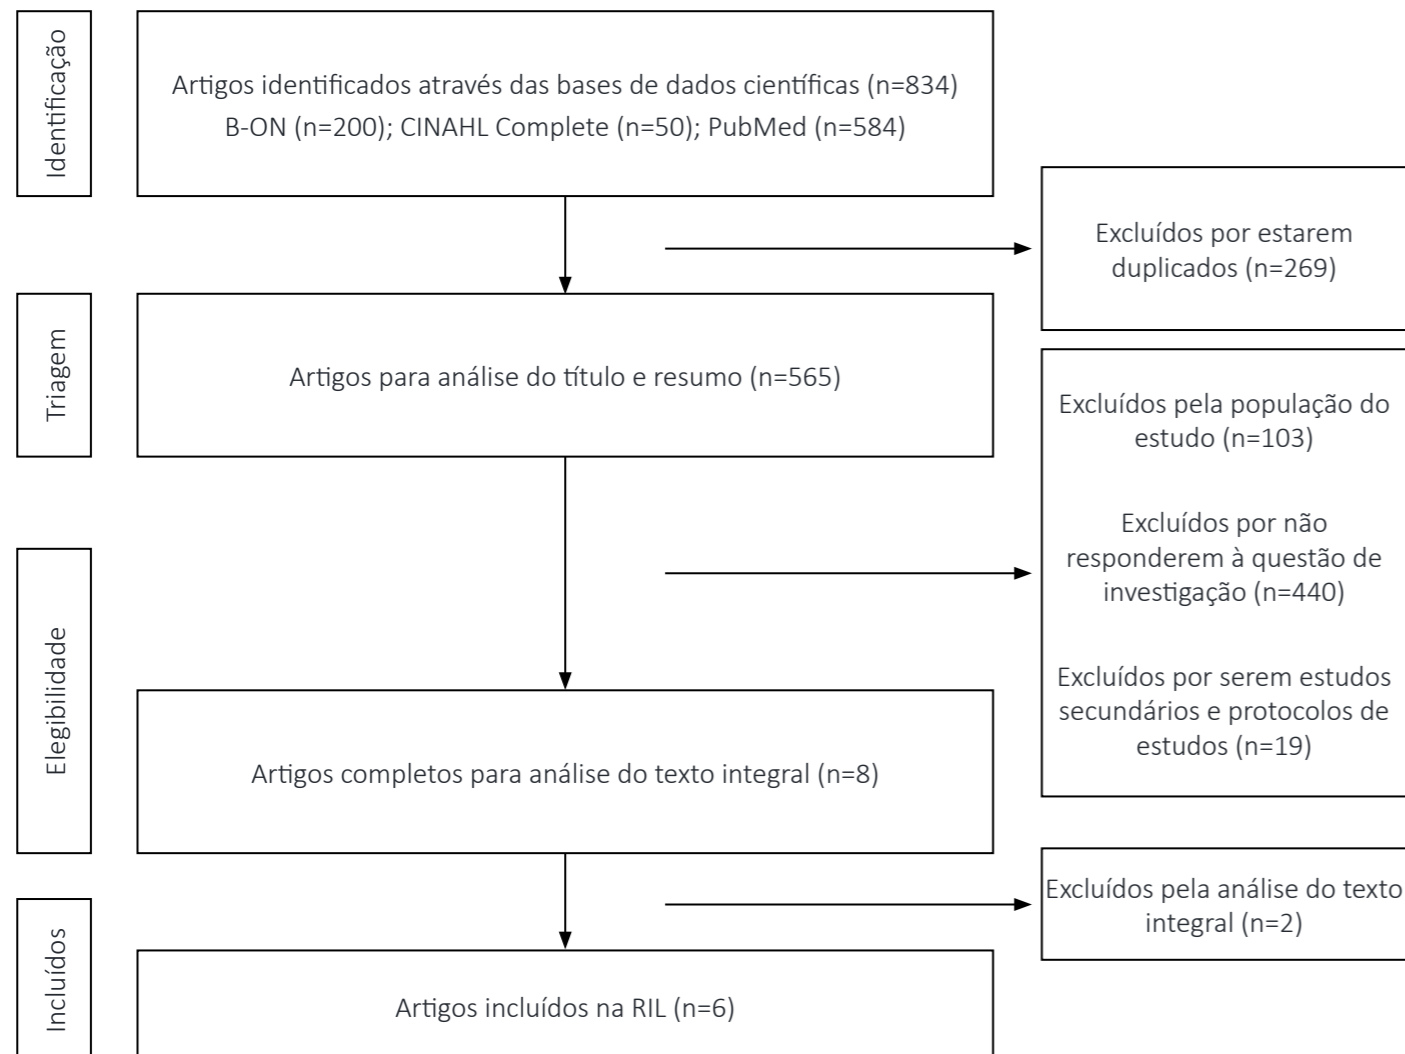 Identificação
Artigos identificados através das bases de dados científicas (n=834)
B-ON (n=200); CINAHL Complete (n=50); PubMed (n=584)
Excluídos por estarem
duplicados (n=269)
Triagem
Artigos para análise do título e resumo (n=565)
Excluídos pela população do
estudo (n=103)
Excluídos por não
responderem à questão de
investigação (n=440)
Excluídos por serem estudos
secundários e protocolos de
estudos (n=19)
Elegibilidade
Artigos completos para análise do texto integral (n=8)
Excluídos pela análise do texto
integral (n=2)
Incluídos
Artigos incluídos na RIL (n=6)